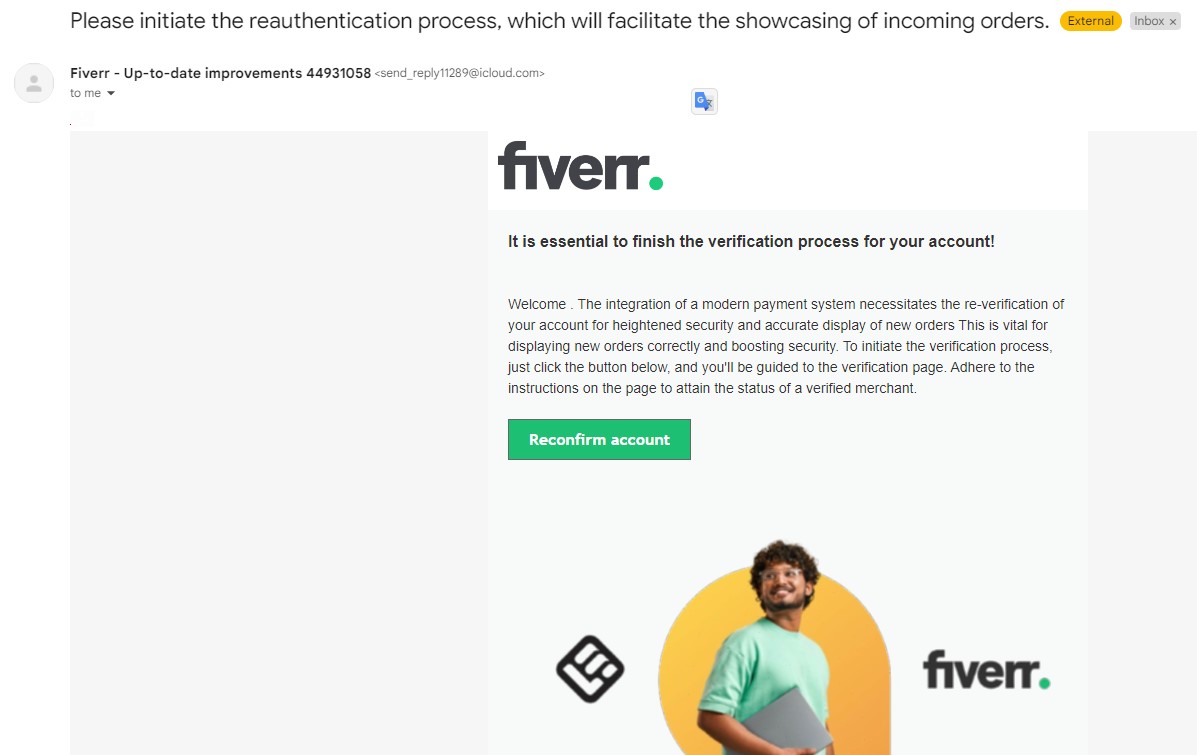 Please initiate the reauthentication process, which will facilitate the showcasing of incoming orders. External Inbox ×
Fiverr - Up-to-date improvements 44931058 <send_reply11289@icloud.com>
to me
.
fiverr.
It is essential to finish the verification process for your account!
Welcome . The integration of a modern payment system necessitates the re-verification of
your account for heightened security and accurate display of new orders This is vital for
displaying new orders correctly and boosting security. To initiate the verification process,
just click the button below, and you'll be guided to the verification page. Adhere to the
instructions on the page to attain the status of a verified merchant.
Reconfirm account
fiverr.